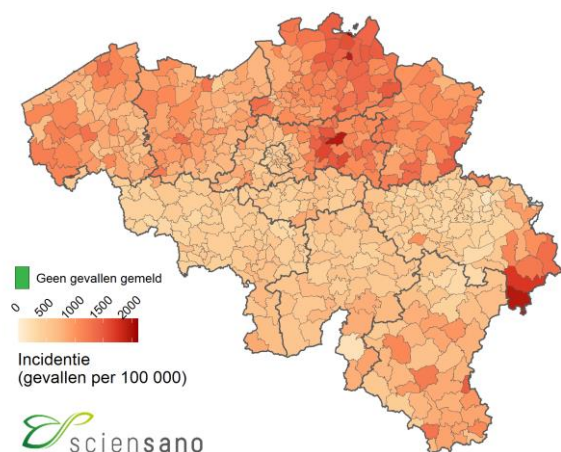 Geen gevallen gemeld
0 500 1000 1500 2000
Incidentie
(gevallen per 100 000)
sciensano